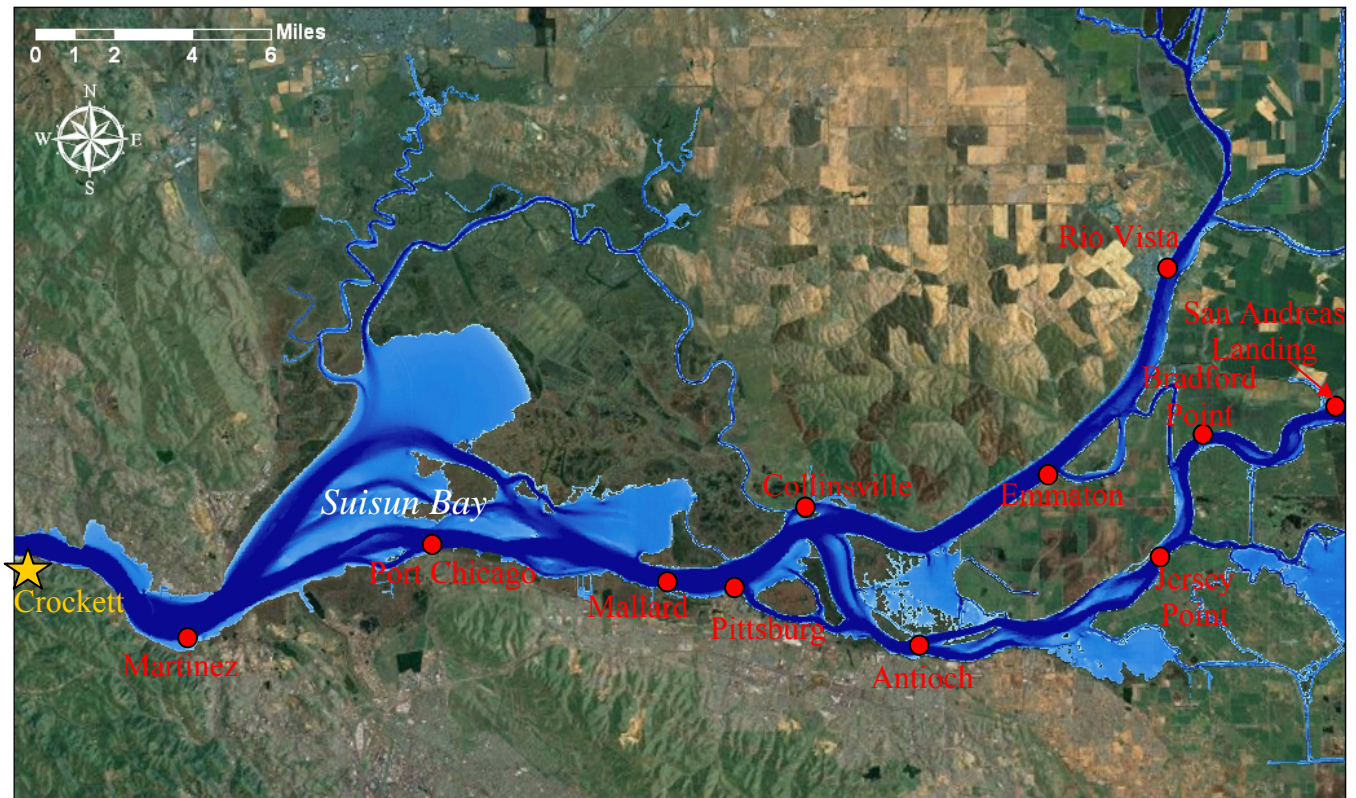 Miles
0 1 2 4 6
N
W E
S
Rio Vista
San Andreas
Landing
Bradford
Point
Suisun Bay
Collinsville
Emmaton
Port Chicago
Jersey
Point
Crockett
Mallard
Pittsburg
Martinez
Antioch